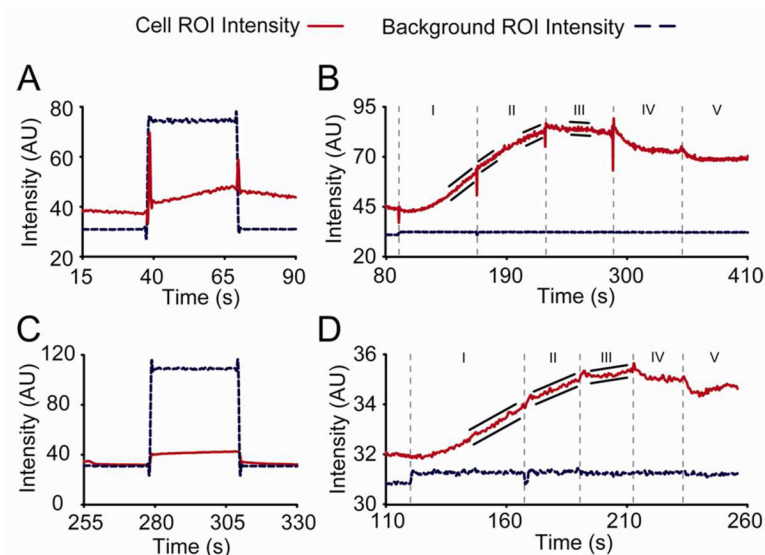 Cell ROI Intensity Background ROI Intensity
A
B
80
60
40
20
Intensity (AU)
15 40 65 90
Time (s)
95
70
45
20
Intensity (AU)
I II III IV V
80 190 300 410
Time (s)
C
D
120
80
40
0
Intensity (AU)
255 280 305 330
Time (s)
36
34
32
31
Intensity (AU)
I II III IV V
110 160 210 260
Time (s)